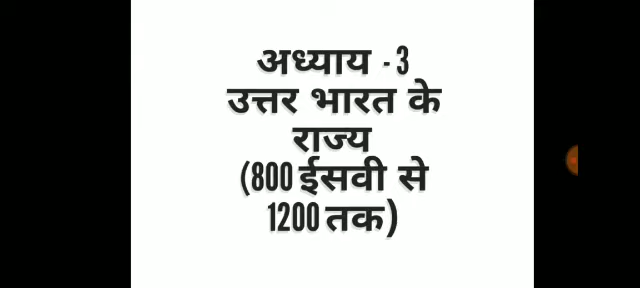 अध्याय - 3
उत्तर भारत के
राज्य
(800 ईसवी से
1200 तक)